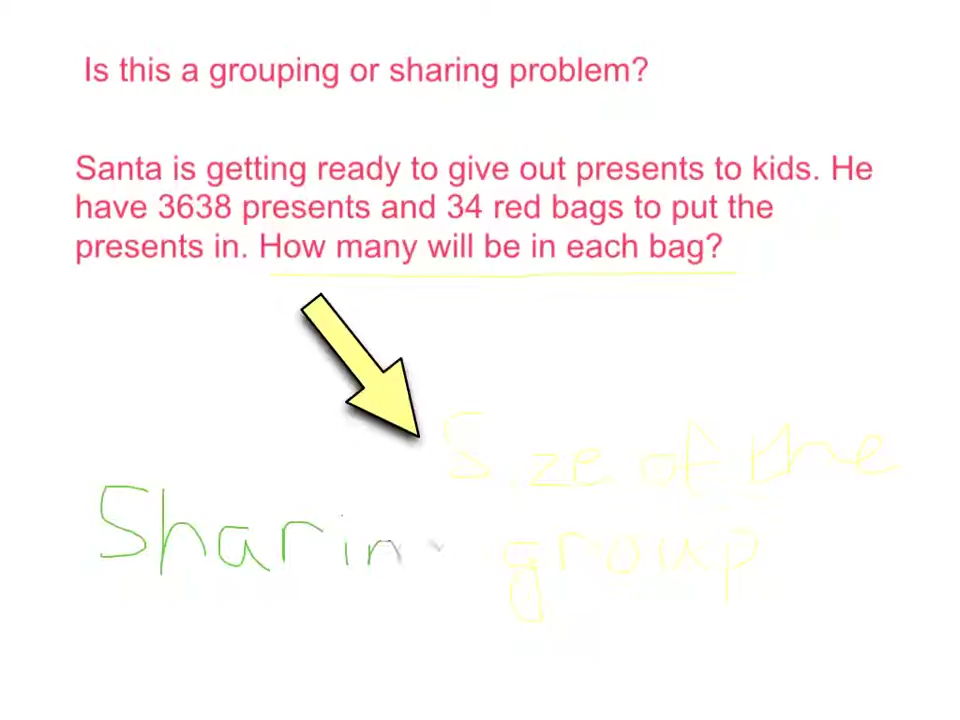 Is this a grouping or sharing problem?
Santa is getting ready to give out presents to kids. He
have 3638 presents and 34 red bags to put the
presents in. How many will be in each bag?
Size of the
Sharin
group